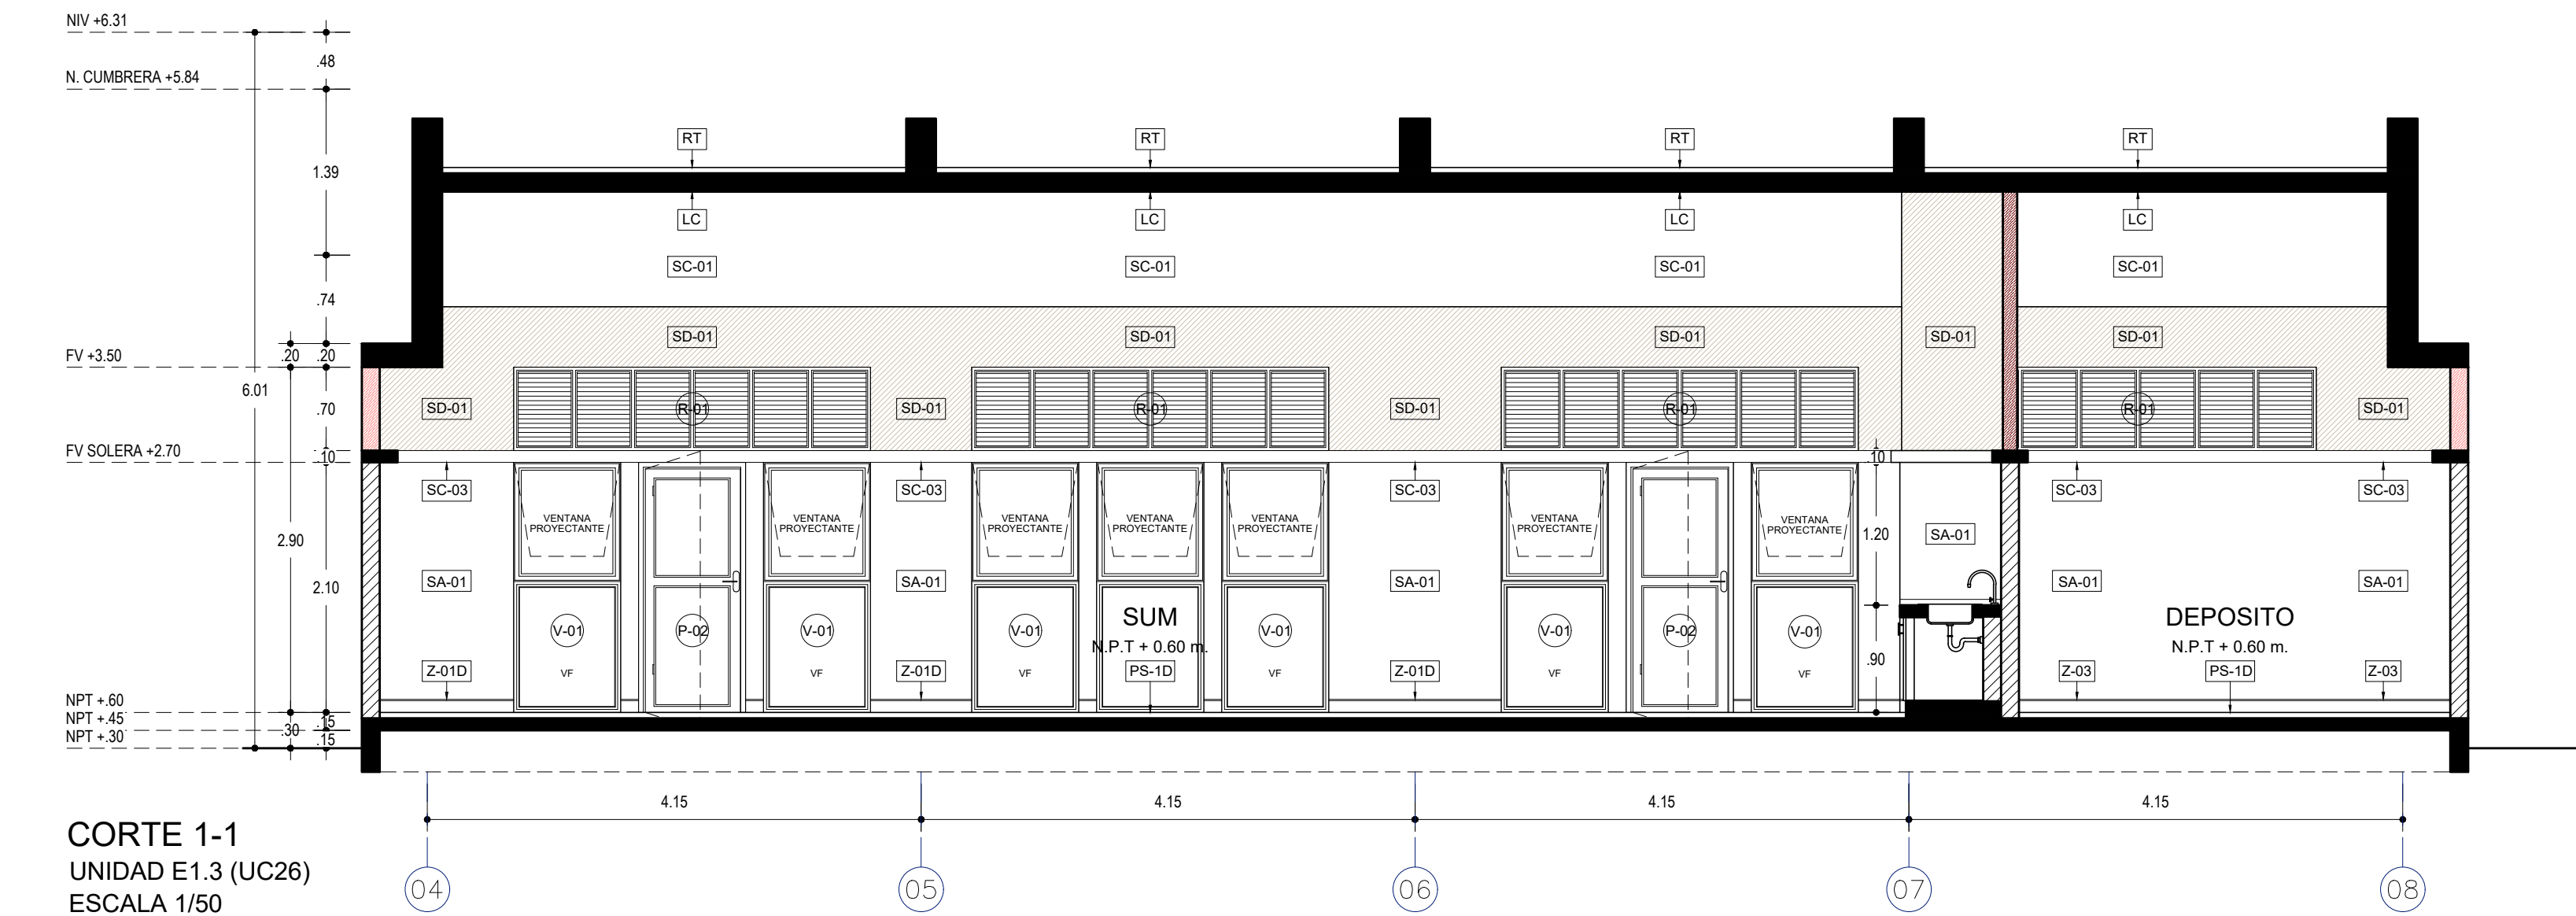 NIV +6.31
.48
N. CUMBRERA +5.84
1.39
RT RT RT RT
LC LC LC LC
SC-01 SC-01 SC-01 SC-01
.74
SD-01 SD-01 SD-01 SD-01 SD-01
FV +3.50
.20 .20
6.01
.70
SD-01 R-01 SD-01 R-01 SD-01 R-01 R-01 SD-01
FV SOLERA +2.70
.10 .10
SC-03 SC-03 SC-03 SC-03 SC-03
VENTANA VENTANA VENTANA VENTANA VENTANA VENTANA VENTANA
PROYECTANTE PROYECTANTE PROYECTANTE PROYECTANTE PROYECTANTE PROYECTANTE PROYECTANTE
2.90
1.20
SA-01
2.10
SA-01 SA-01 SA-01 SA-01 SA-01
SUM DEPOSITO
V-01 P-02 V-01 V-01 V-01 V-01 P-02 V-01
N.P.T + 0.60 m. N.P.T + 0.60 m.
.90
Z-01D VF VF Z-01D VF PS-1D VF Z-01D VF VF Z-03 PS-1D Z-03
NPT +.60
NPT +.45
.15
.30
NPT +.30
.15
4.15 4.15 4.15 4.15
CORTE 1-1
UNIDAD E1.3 (UC26)
ESCALA 1/50
04 05 06 07 08